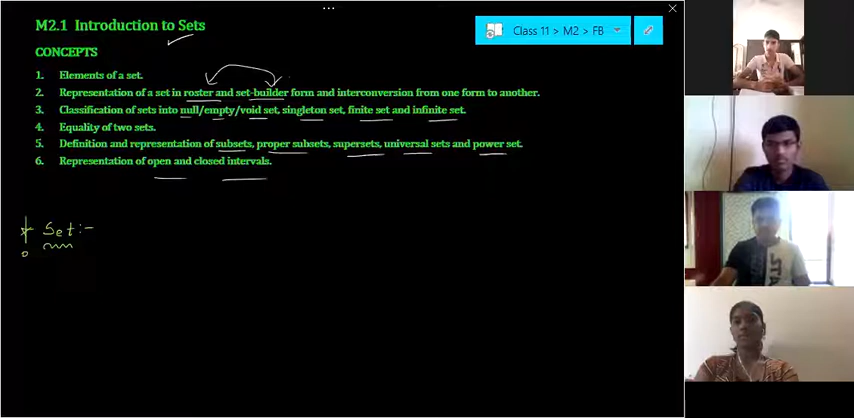 M2.1 Introduction to Sets
Class 11 > M2 > FB
CONCEPTS
1. Elements of a set.
2. Representation of a set in roster and set-builder form and interconversion from one form to another.
3. Classification of sets into null/empty/void set, singleton set, finite set and infinite set.
4. Equality of two sets.
5. Definition and representation of subsets, proper subsets, supersets, universal sets and power set.
6. Representation of open and closed intervals.
* Set:-